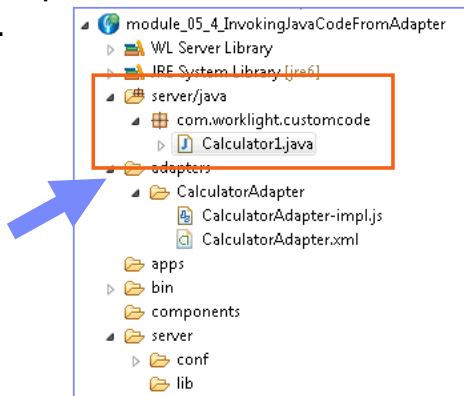 module_05_4_InvokingJavaCodeFromAdapter
WL Server Library
JRE System Library [jre6]
server/java
com.worklight.customcode
Calculator1.java
adapters
CalculatorAdapter
CalculatorAdapter-impl.js
CalculatorAdapter.xml
apps
bin
components
server
conf
lib